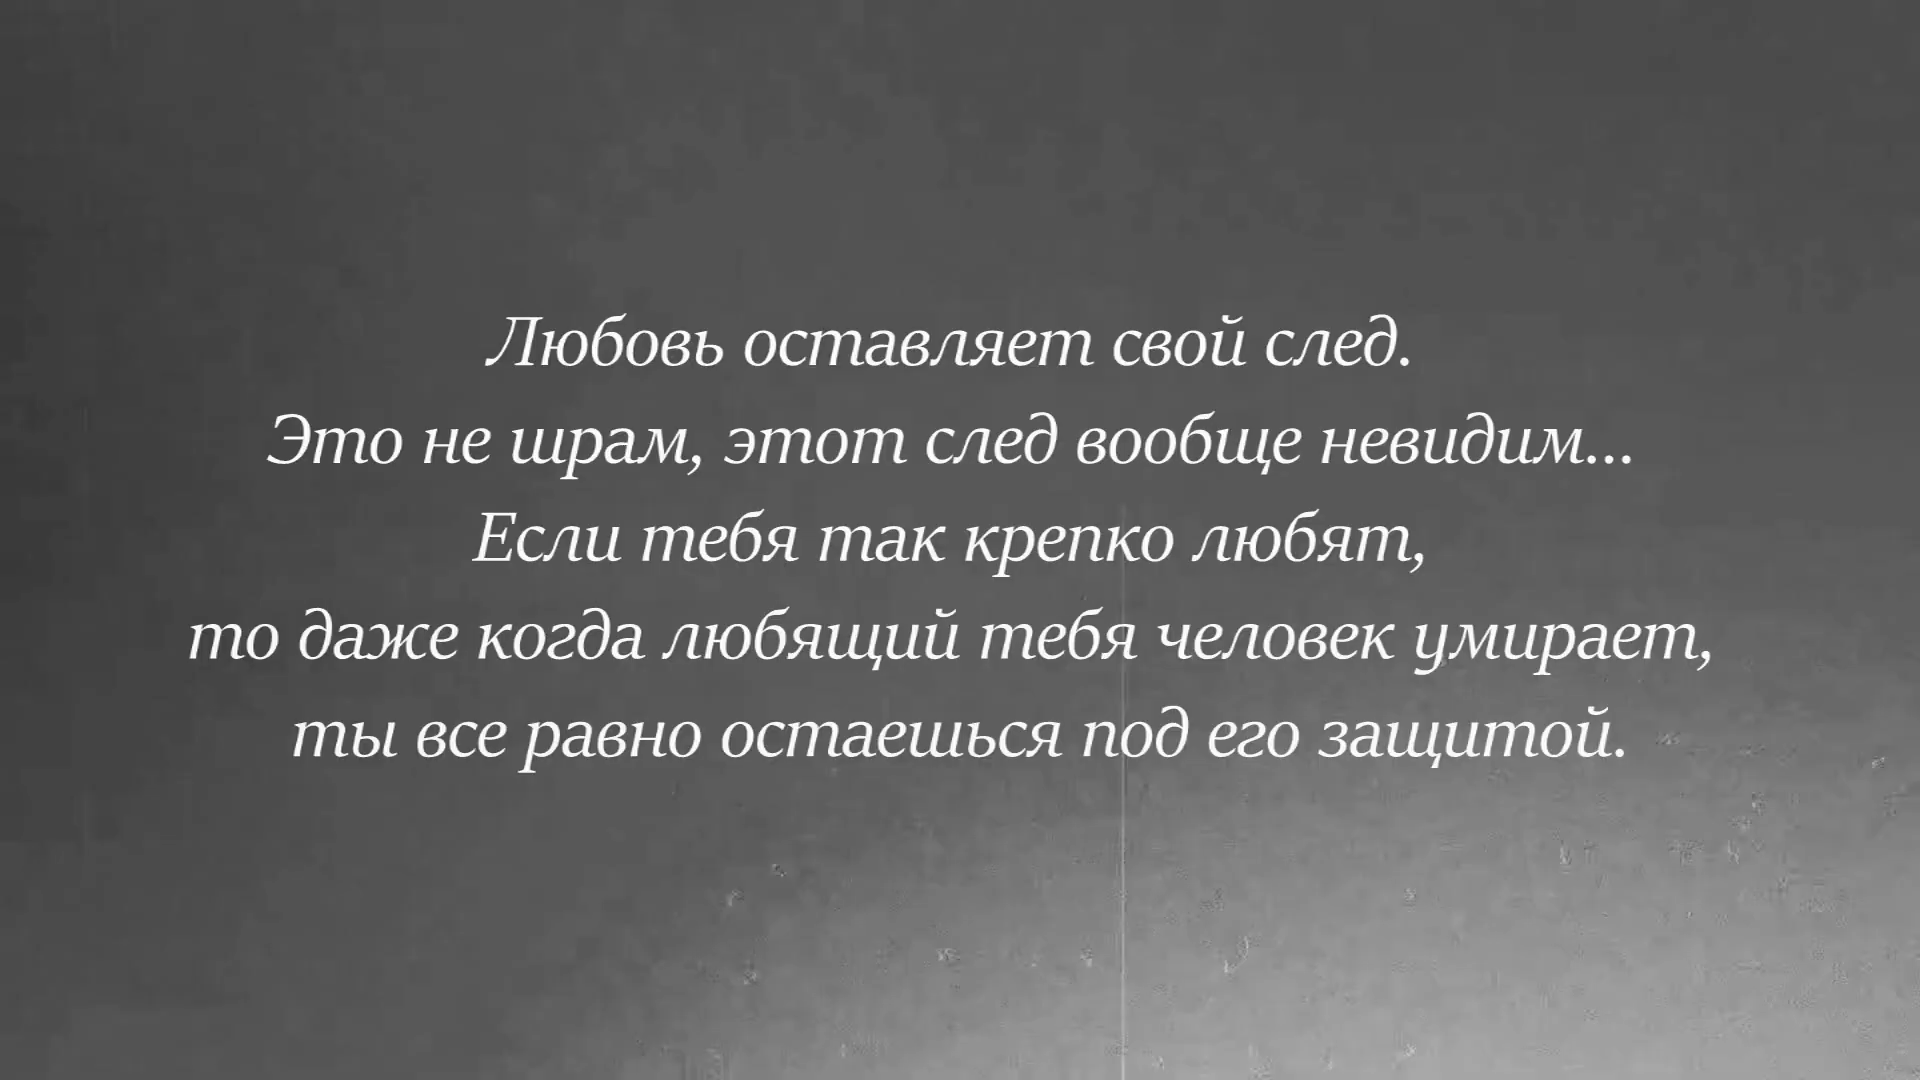 Любовь оставляет свой след.
Это не шрам, этот след вообще невидим...
Если тебя так крепко любят,
то даже когда любящий тебя человек умирает,
ты все равно остаешься под его защитой.